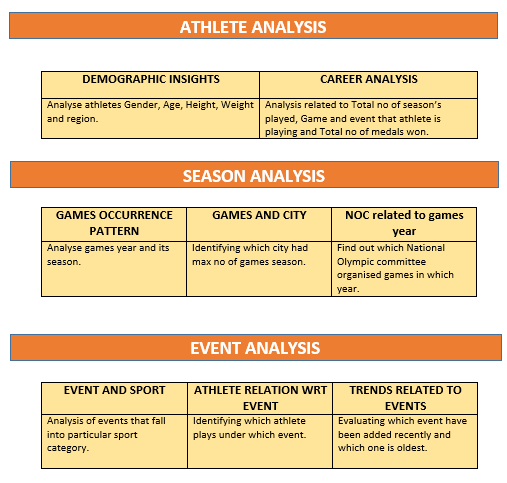 ATHLETE ANALYSIS
DEMOGRAPHIC INSIGHTS
CAREER ANALYSIS
Analyse athletes Gender, Age, Height, Weight
and region.
Analysis related to Total no of season's
played, Game and event that athlete is
playing and Total no of medals won.
SEASON ANALYSIS
GAMES OCCURRENCE
PATTERN
GAMES AND CITY
NOC related to games
year
Analyse games year and its
season.
Identifying which city had
max no of games season.
Find out which National
Olympic committee
organised games in which
year.
EVENT ANALYSIS
EVENT AND SPORT
ATHLETE RELATION WRT
EVENT
TRENDS RELATED TO
EVENTS
Analysis of events that fall
into particular sport
category.
Identifying which athlete
plays under which event.
Evaluating which event have
been added recently and
which one is oldest.